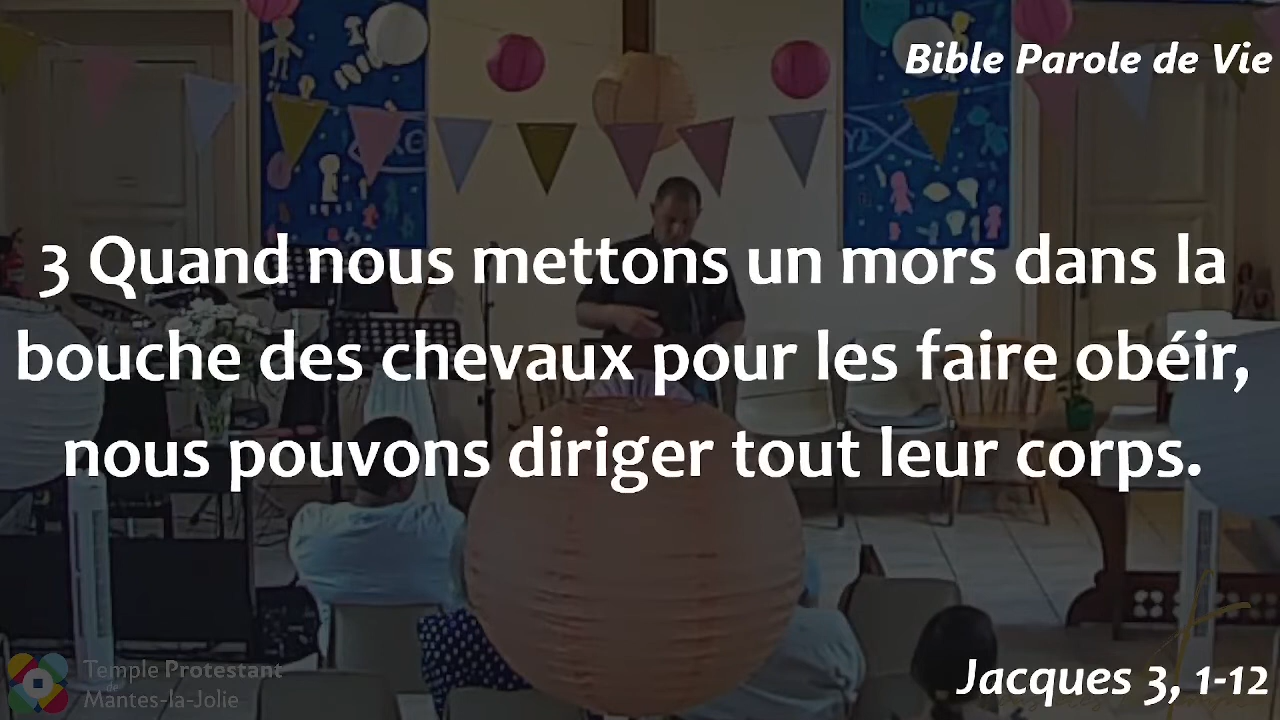 Bible Parole de Vie
3 Quand nous mettons un mors dans la
bouche des chevaux pour les faire obéir,
nous pouvons diriger tout leur corps.
Temple Protestant
de
Mantes-la-Jolie
Jacques 3, 1-12